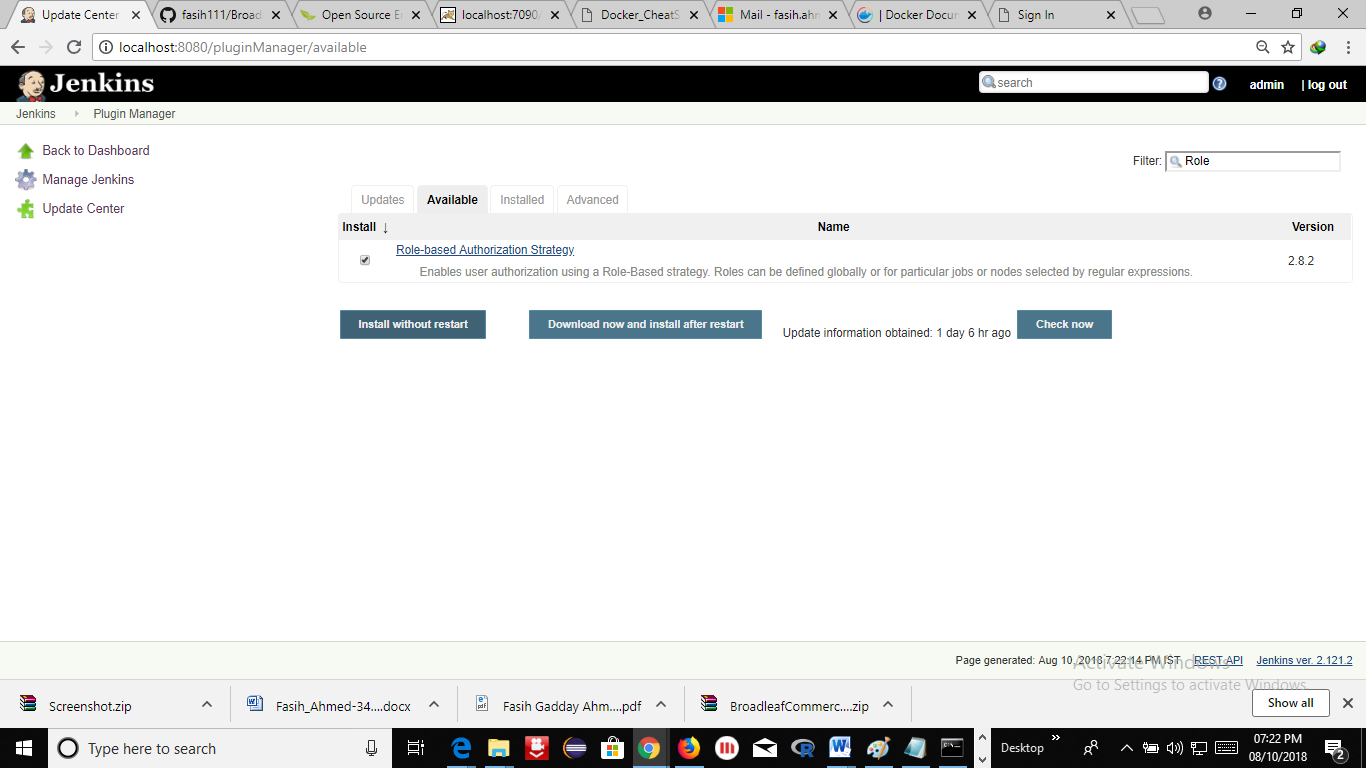 Update Center
fasih111/Broad
Open Source E
localhost:7090/
Docker_CheatS
Mail - fasih.ahm
| Docker Docum
Sign In
localhost:8080/pluginManager/available
Jenkins
search
admin
| log out
Jenkins
Plugin Manager
Back to Dashboard
Manage Jenkins
Update Center
Filter:
Role
Updates
Available
Installed
Advanced
Install ↓
Name
Version
Role-based Authorization Strategy
Enables user authorization using a Role-Based strategy. Roles can be defined globally or for particular jobs or nodes selected by regular expressions.
2.8.2
Install without restart
Download now and install after restart
Update information obtained: 1 day 6 hr ago
Check now
Page generated: Aug 10, 2018 7:22:14 PM IST
REST API
Jenkins ver. 2.121.2
Activate Windows
Go to Settings to activate Windows.
Screenshot.zip
Fasih_Ahmed-34....docx
Fasih Gadday Ahm....pdf
BroadleafCommerc....zip
Show all
Type here to search
Desktop
07:22 PM
08/10/2018
2